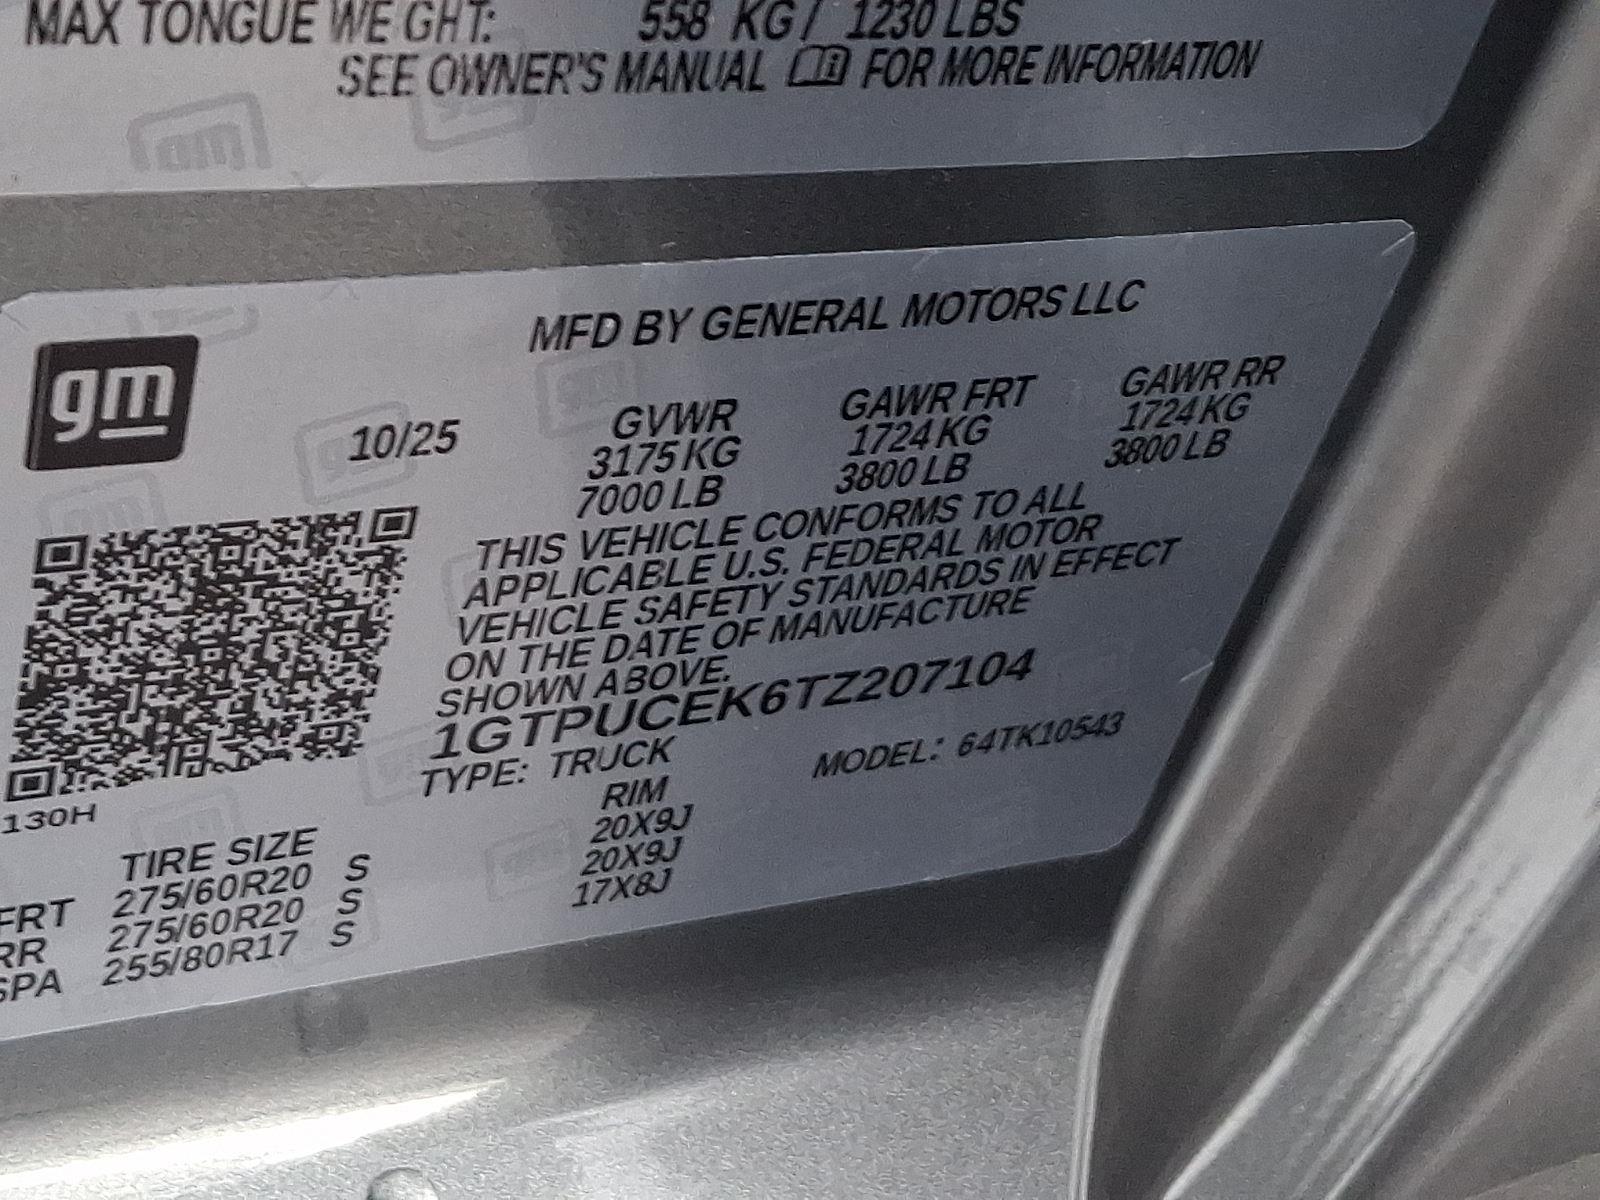 MAX TONGUE WEIGHT: 558 KG / 1230 LBS
SEE OWNER'S MANUAL FOR MORE INFORMATION
MFD BY GENERAL MOTORS LLC
gm
10/25
GVWR GAWR FRT GAWR RR
3175 KG 1724 KG 1724 KG
7000 LB 3800 LB 3800 LB
THIS VEHICLE CONFORMS TO ALL
APPLICABLE U.S. FEDERAL MOTOR
VEHICLE SAFETY STANDARDS IN EFFECT
ON THE DATE OF MANUFACTURE
SHOWN ABOVE.
1GTPUCEK6TZ207104
TYPE: TRUCK MODEL: 64TK10543
130H
TIRE SIZE RIM
FRT 275/60R20 S 20X9J
RR 275/60R20 S 20X9J
SPA 255/80R17 S 17X8J